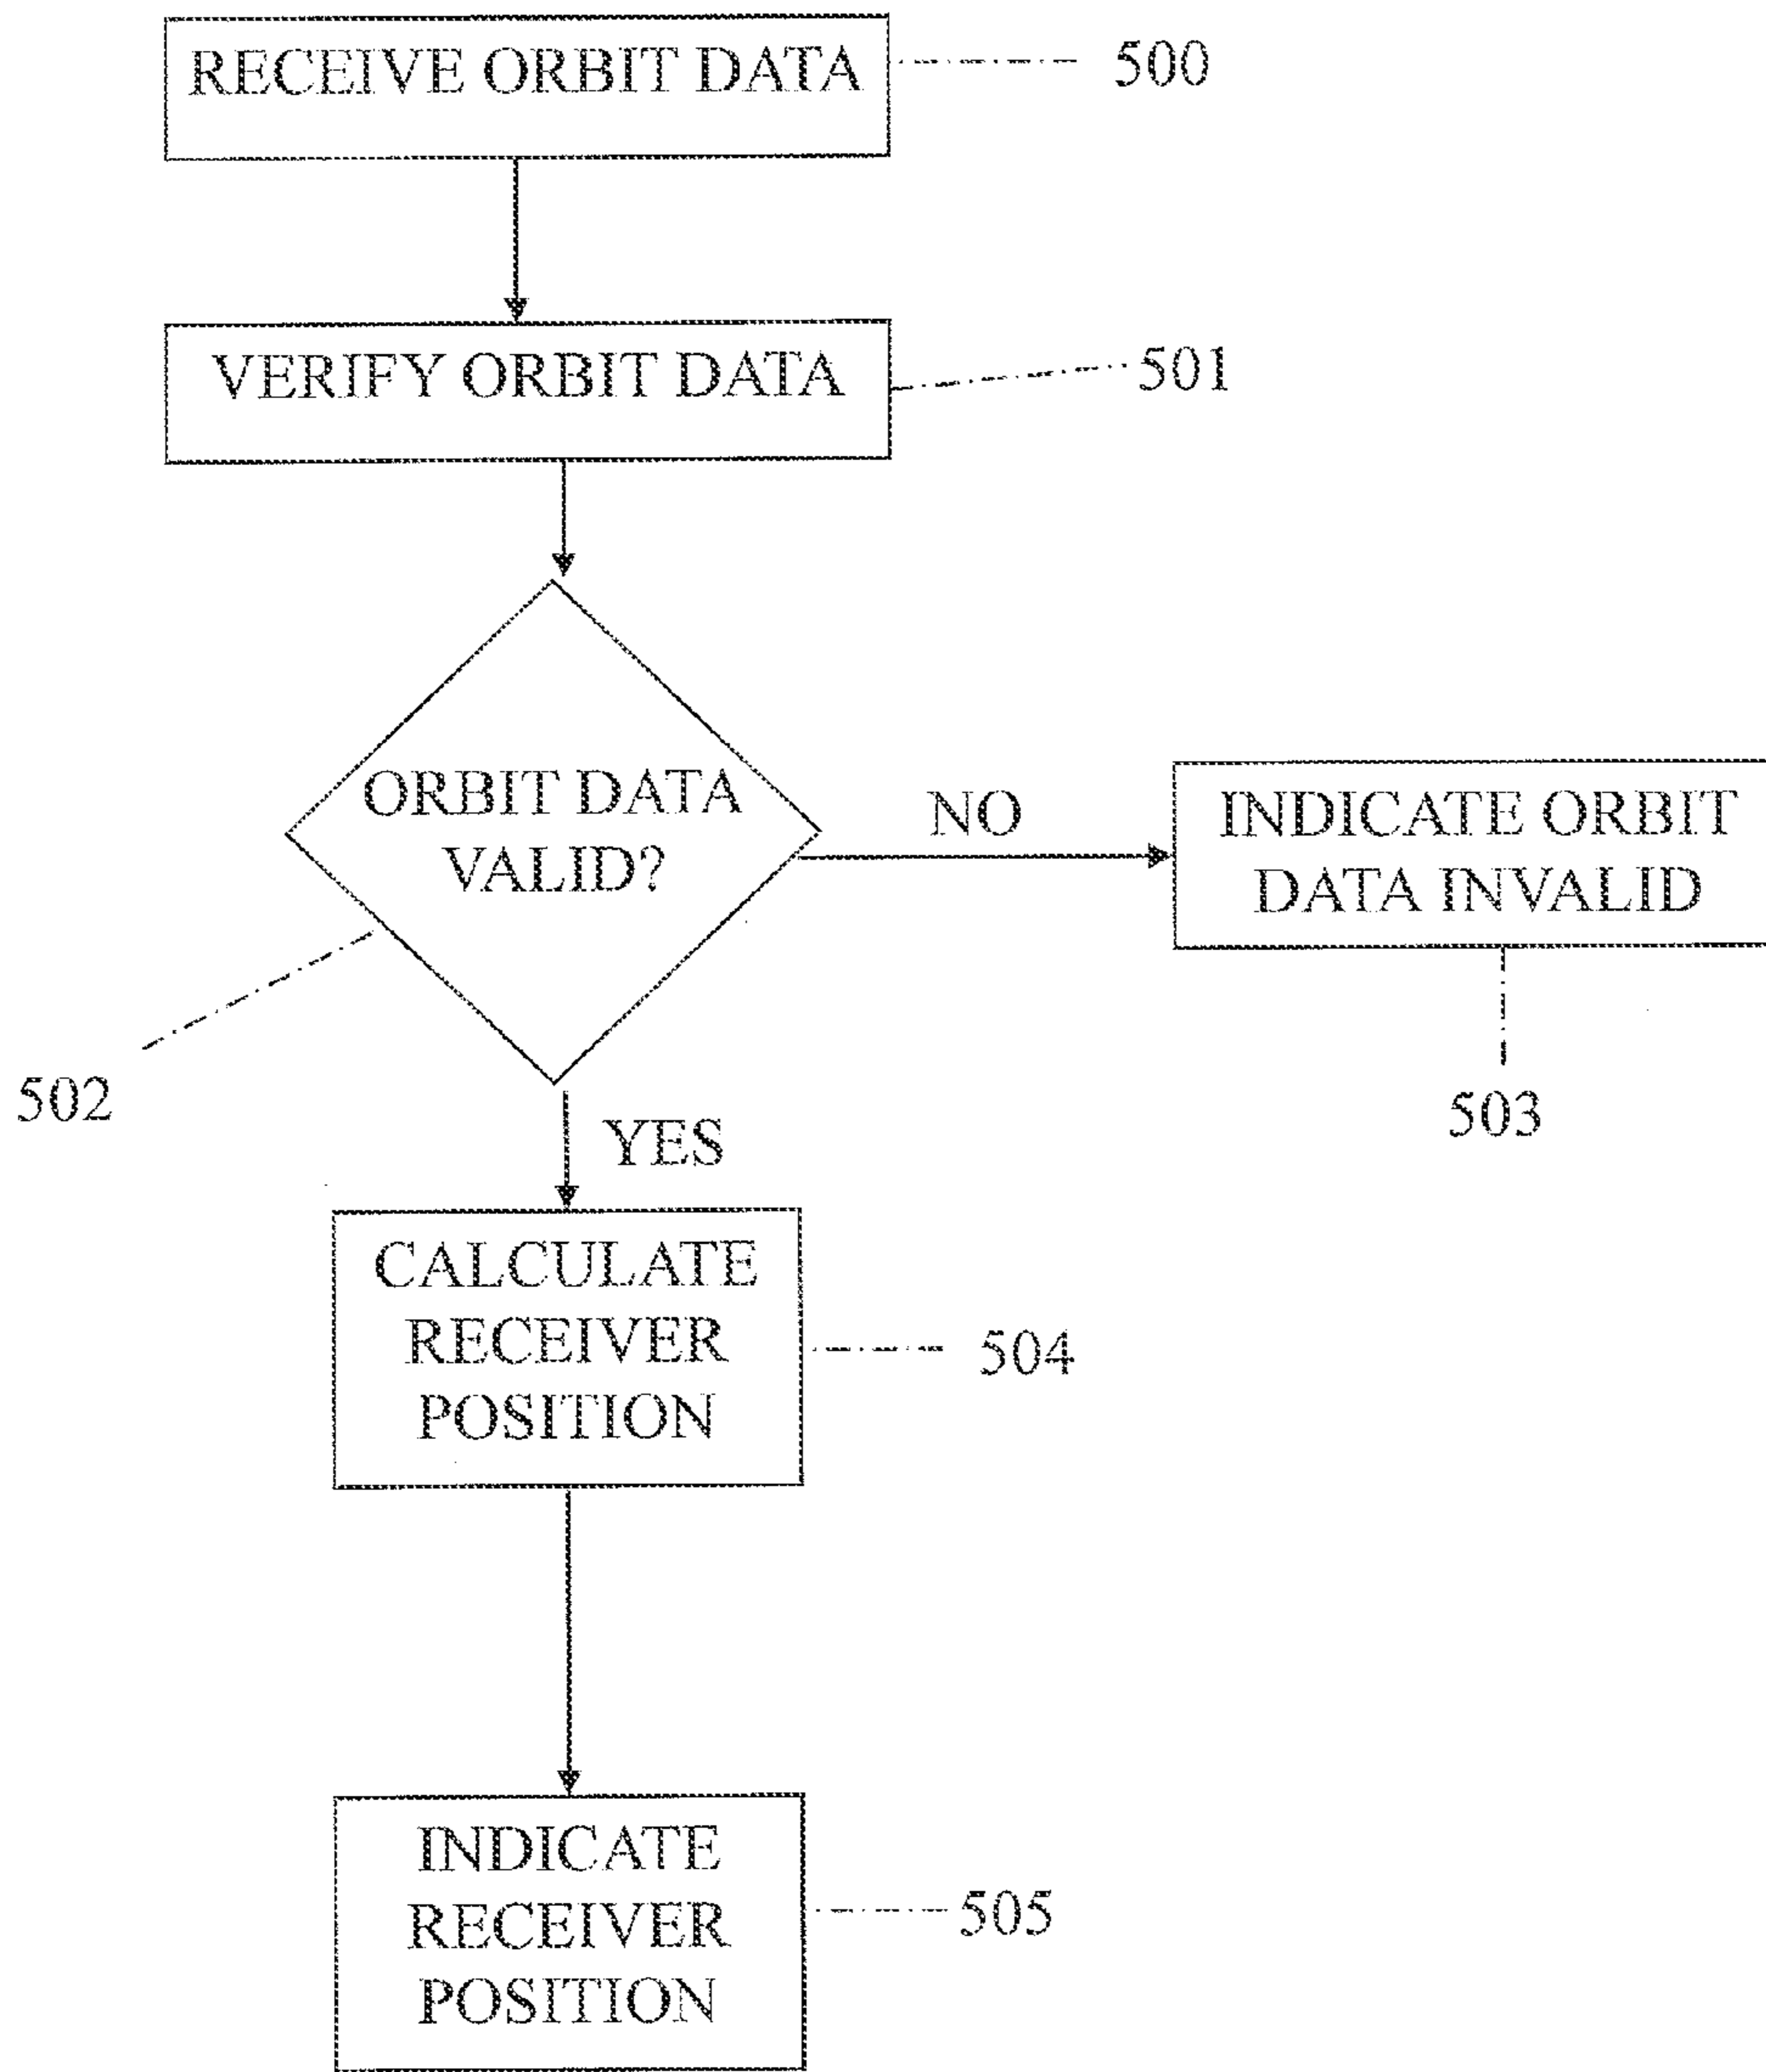 RECEIVE ORBIT DATA
500
VERIFY ORBIT DATA
501
ORBIT DATA
VALID?
NO
INDICATE ORBIT
DATA INVALID
502
503
YES
CALCULATE
RECEIVER
POSITION
504
INDICATE
RECEIVER
POSITION
505